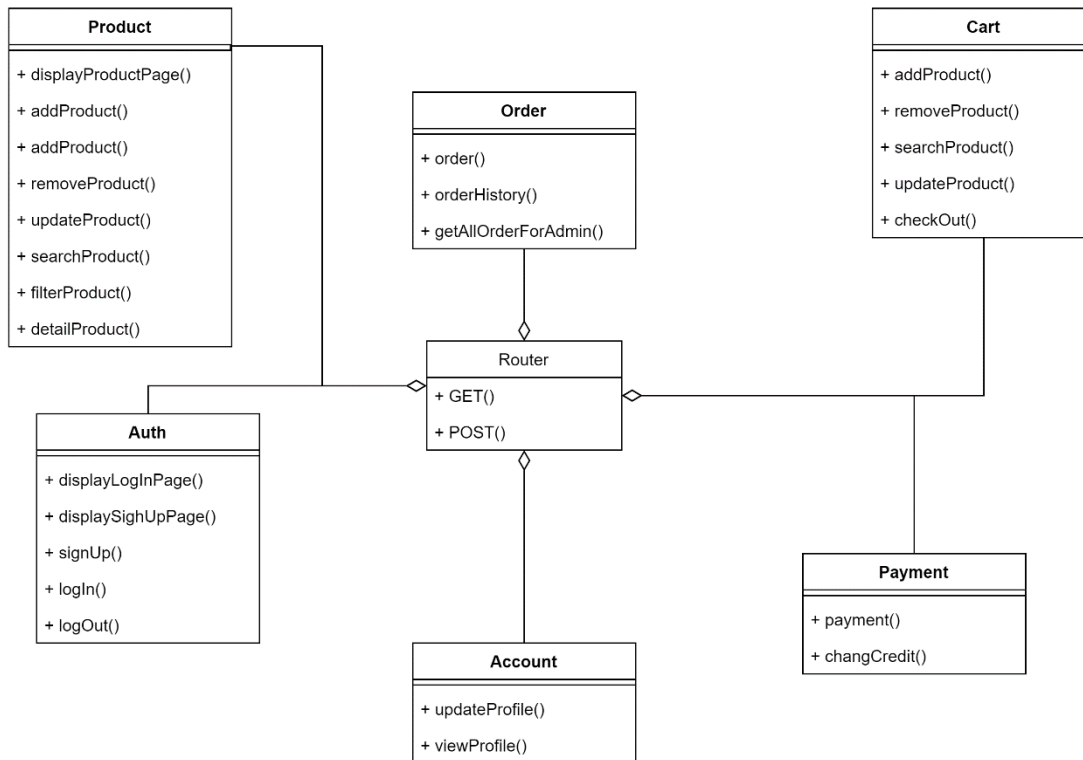 Product
+ displayProductPage()
+ addProduct()
+ addProduct()
+ removeProduct()
+ updateProduct()
+ searchProduct()
+ filterProduct()
+ detailProduct()
Order
+ order()
+ orderHistory()
+ getAllOrderForAdmin()
Cart
+ addProduct()
+ removeProduct()
+ searchProduct()
+ updateProduct()
+ checkOut()
Router
+ GET()
+ POST()
Auth
+ displayLogInPage()
+ displaySighUpPage()
+ signUp()
+ logIn()
+ logOut()
Payment
+ payment()
+ changCredit()
Account
+ updateProfile()
+ viewProfile()